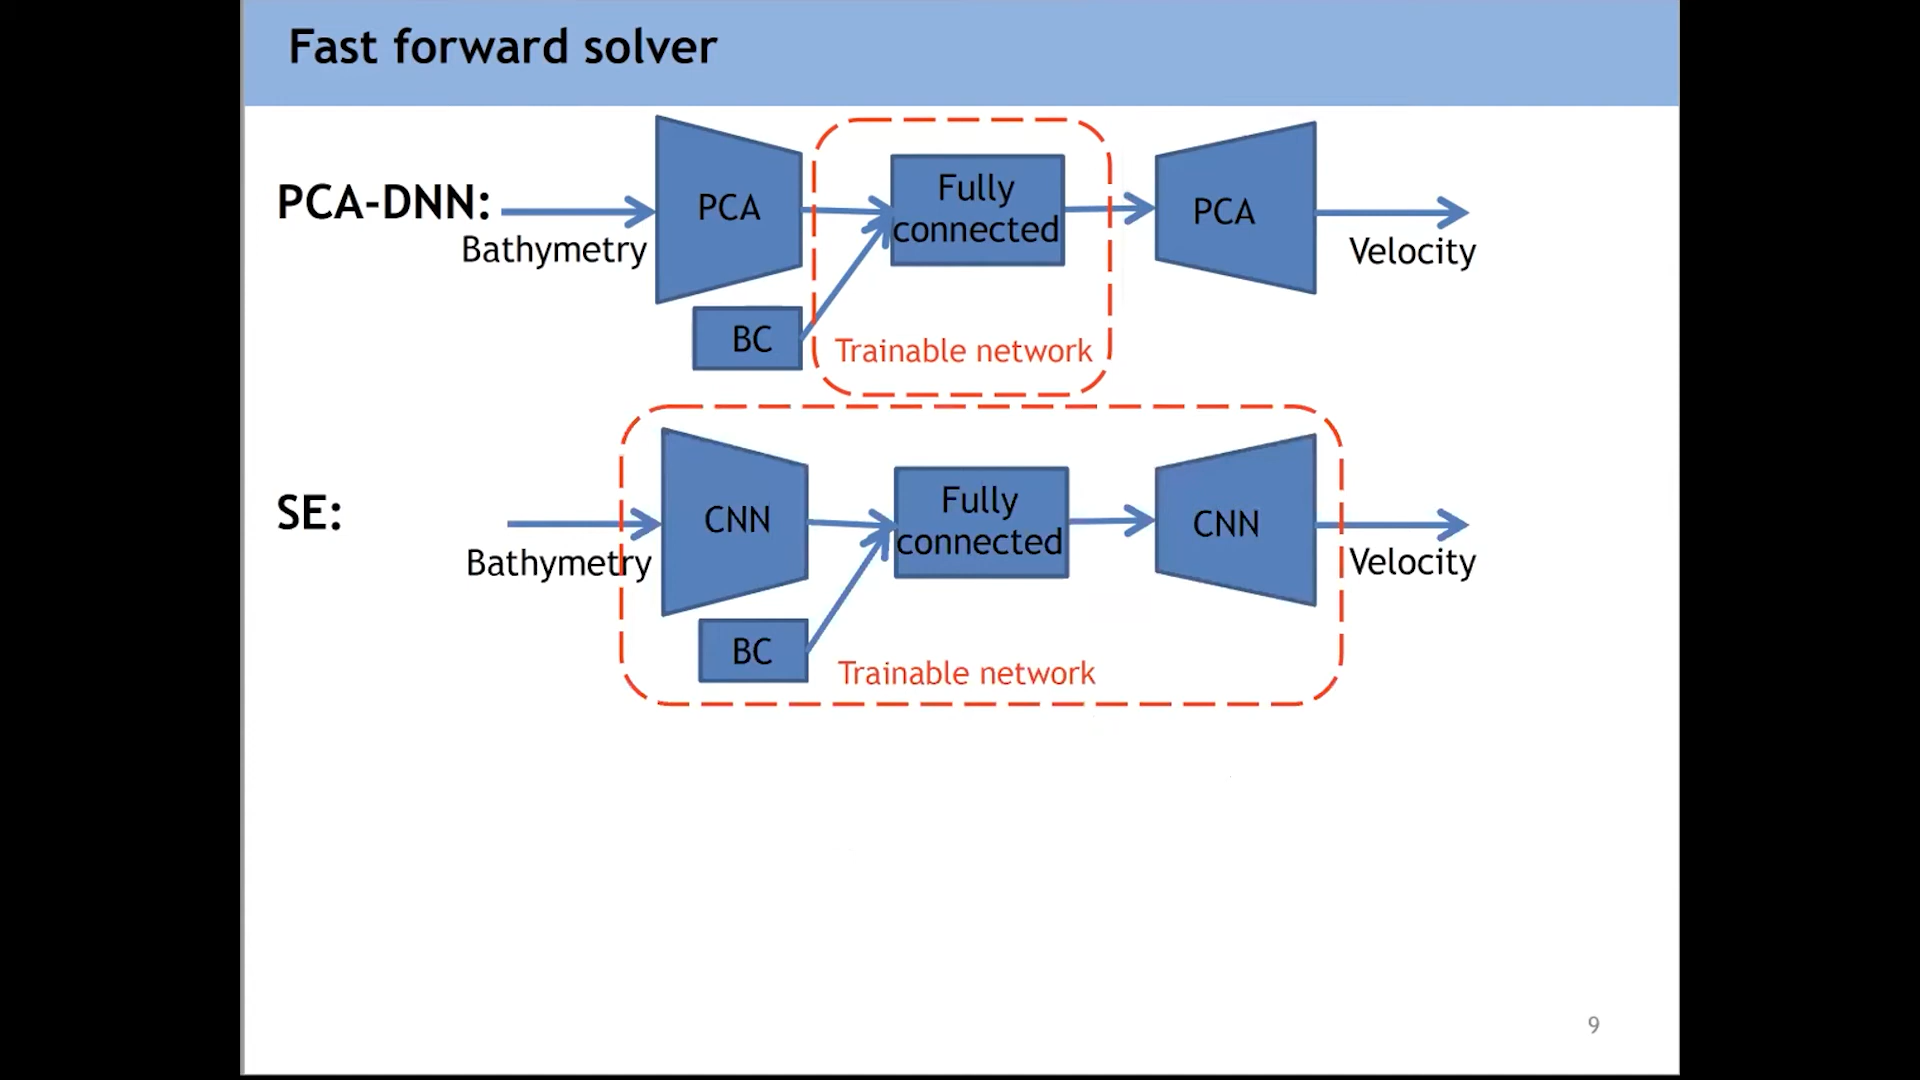 Fast forward solver
PCA-DNN:
Bathymetry
PCA
BC
Fully
connected
Trainable network
PCA
Velocity
SE:
Bathymetry
CNN
BC
Fully
connected
Trainable network
CNN
Velocity
9